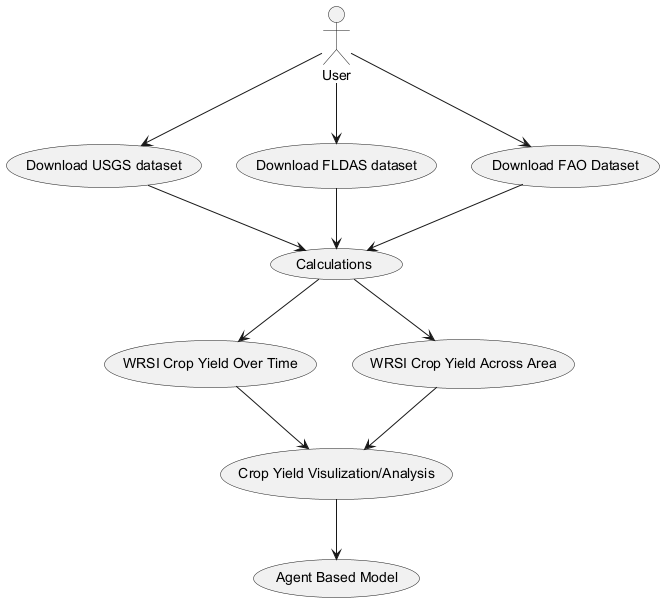 User
Download USGS dataset
Download FLDAS dataset
Download FAO Dataset
Calculations
WRSI Crop Yield Over Time
WRSI Crop Yield Across Area
Crop Yield Visulization/Analysis
Agent Based Model